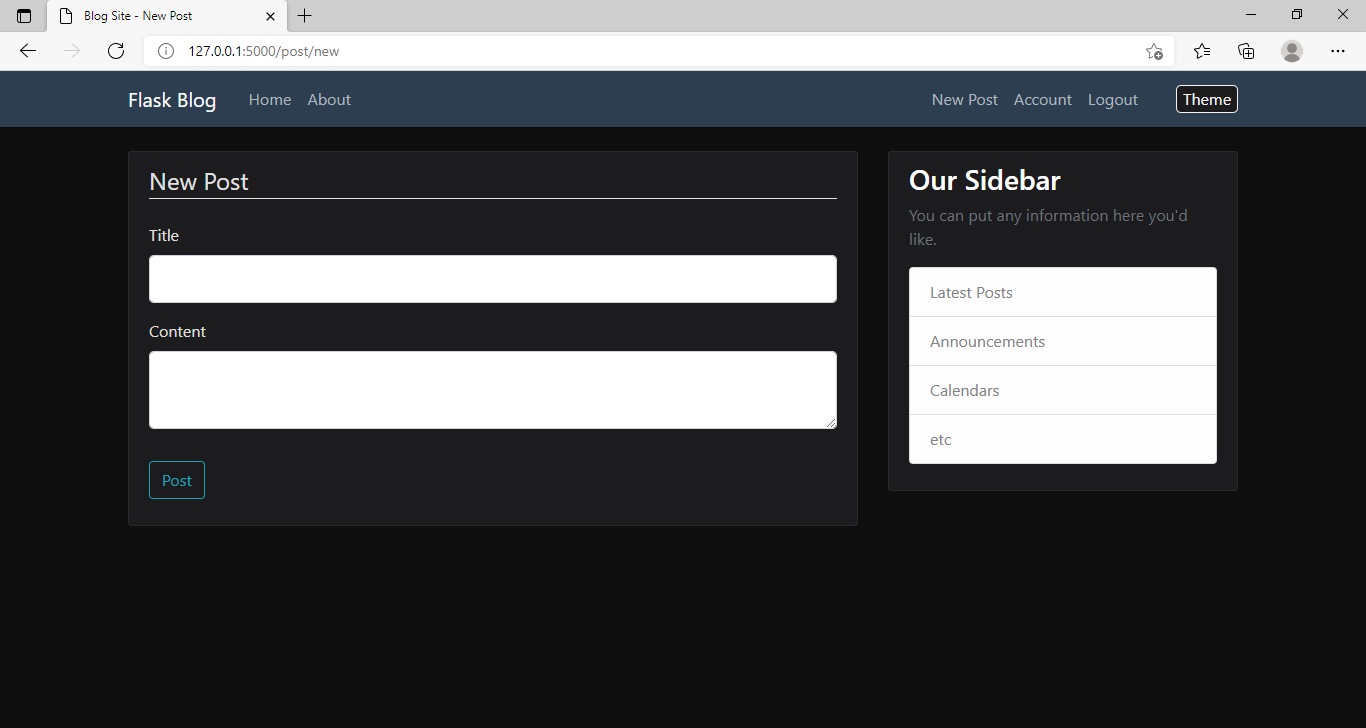 Blog Site - New Post
127.0.0.1:5000/post/new
Flask Blog Home About New Post Account Logout Theme
New Post
Title
Content
Post
Our Sidebar
You can put any information here you'd
like.
Latest Posts
Announcements
Calendars
etc